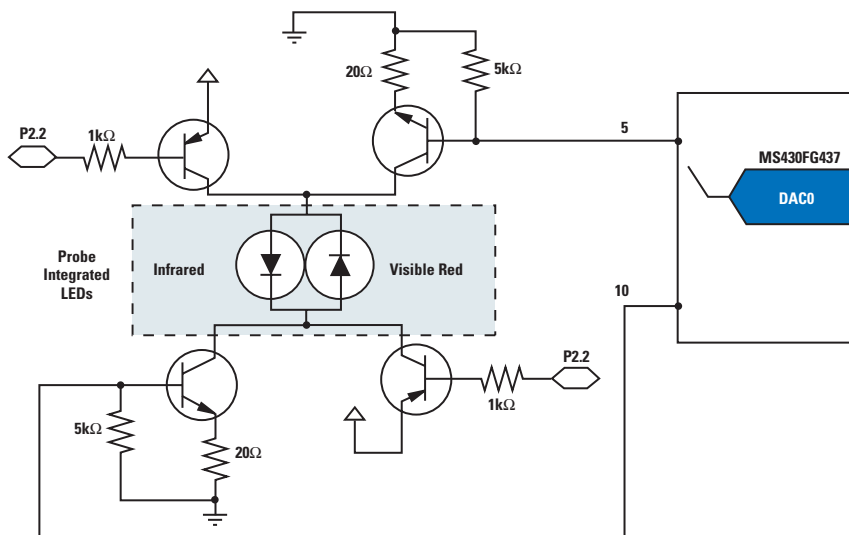 20Ω
5kΩ
P2.2
1kΩ
5
MS430FG437
DAC0
Probe
Integrated
LEDs
Infrared
Visible Red
10
P2.2
1kΩ
5kΩ
20Ω